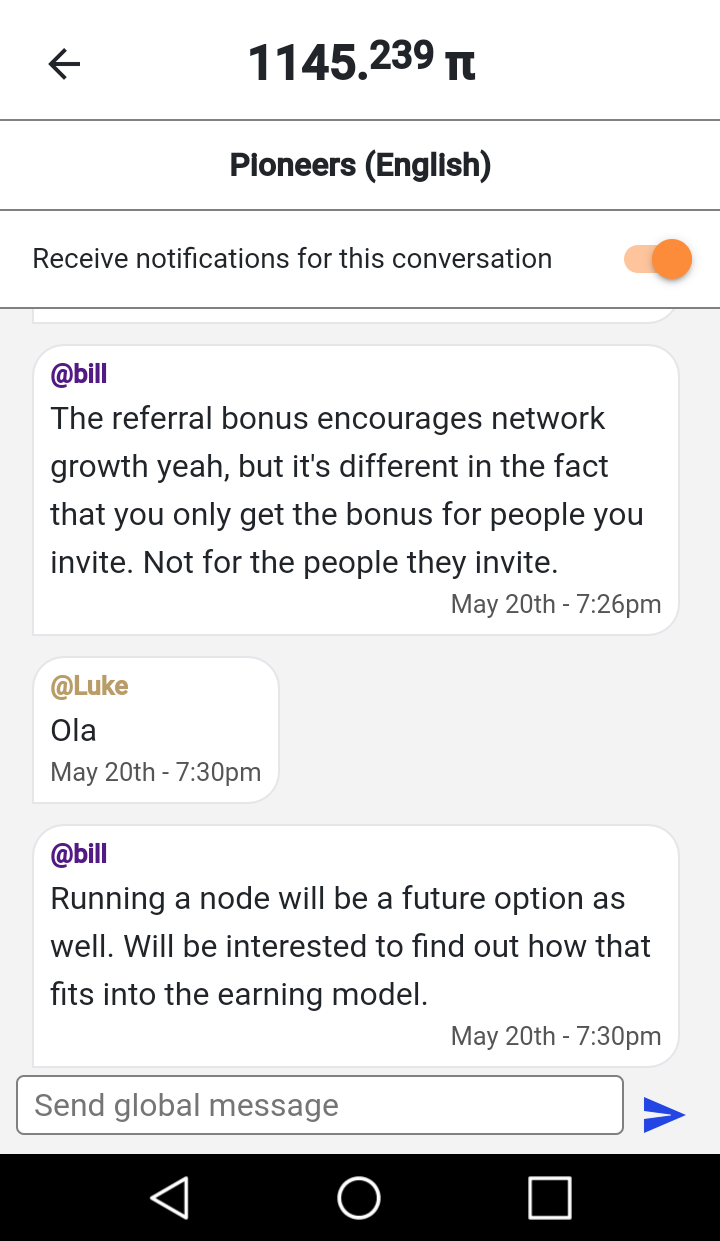 1145.239 π
Pioneers (English)
Receive notifications for this conversation
@bill
The referral bonus encourages network
growth yeah, but it's different in the fact
that you only get the bonus for people you
invite. Not for the people they invite.
May 20th - 7:26pm
@Luke
Ola
May 20th - 7:30pm
@bill
Running a node will be a future option as
well. Will be interested to find out how that
fits into the earning model.
May 20th - 7:30pm
Send global message